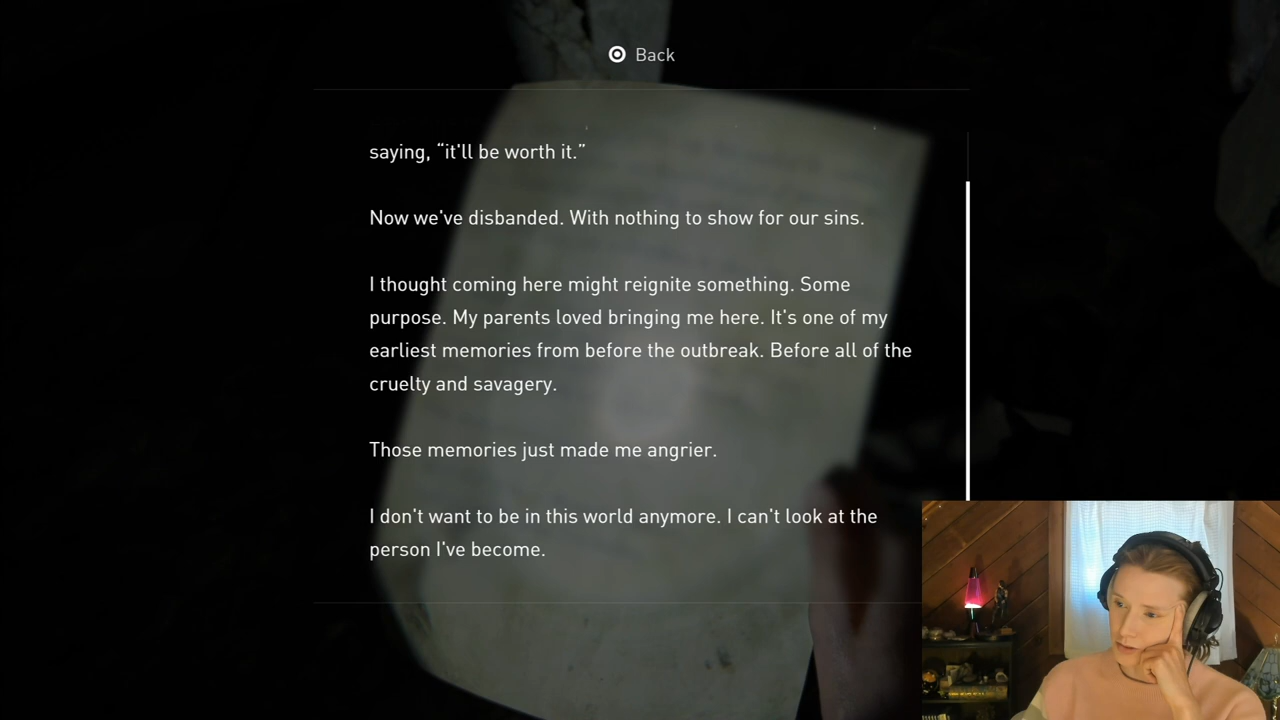 Back
saying, “it'll be worth it.”
Now we've disbanded. With nothing to show for our sins.
I thought coming here might reignite something. Some
purpose. My parents loved bringing me here. It's one of my
earliest memories from before the outbreak. Before all of the
cruelty and savagery.
Those memories just made me angrier.
I don't want to be in this world anymore. I can't look at the
person I've become.